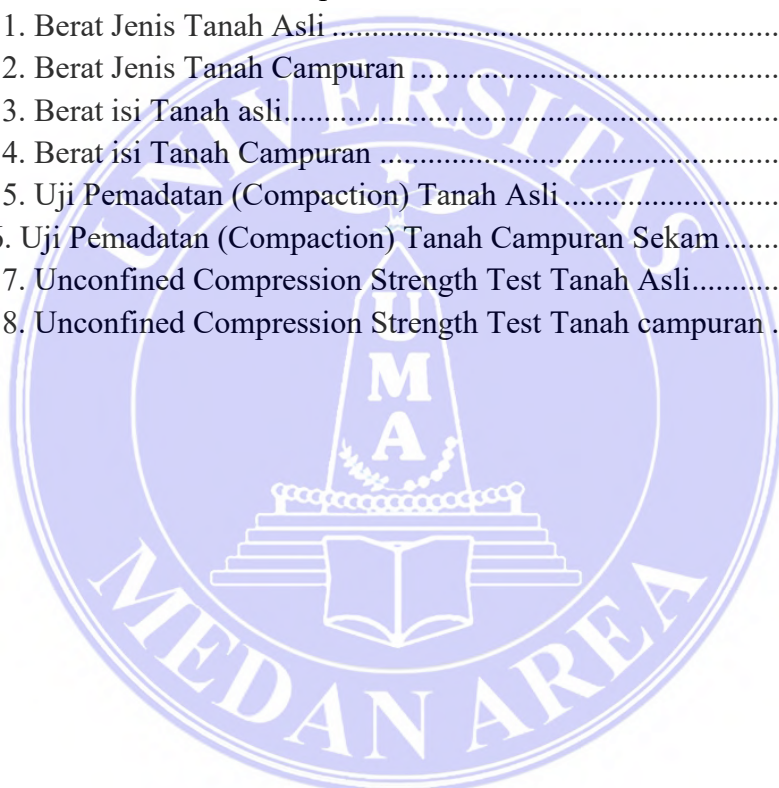 1. Berat Jenis Tanah Asli ........................................................
2. Berat Jenis Tanah Campuran ..............................................
3. Berat isi Tanah asli..............................................................
4. Berat isi Tanah Campuran ..................................................
5. Uji Pemadatan (Compaction) Tanah Asli ...........................
6. Uji Pemadatan (Compaction) Tanah Campuran Sekam .......
7. Unconfined Compression Strength Test Tanah Asli...........
8. Unconfined Compression Strength Test Tanah campuran .
UNIVERSITAS
UMA
MEDAN AREA